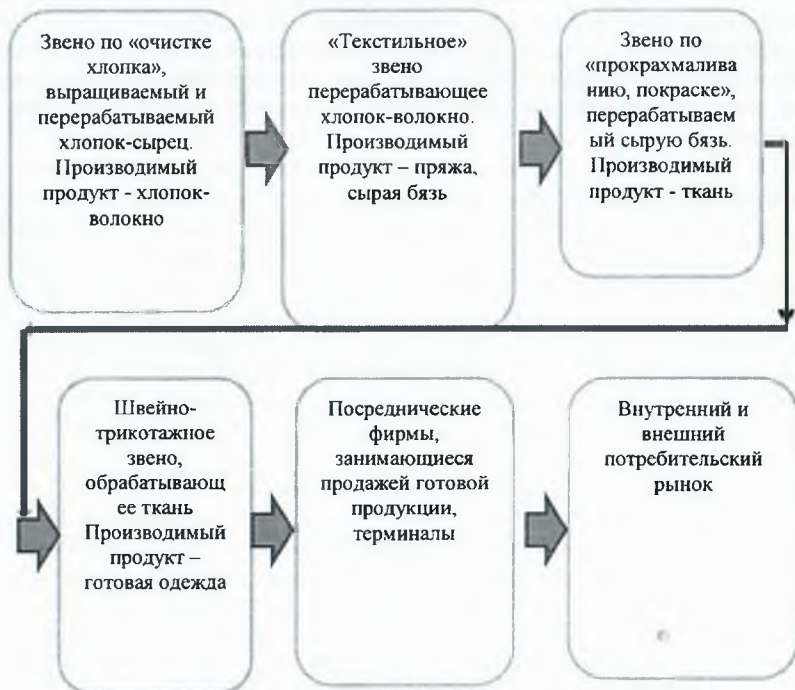 Звено по «очистке
хлопка»,
выращиваемый и
перерабатываемый
хлопок-сырец.
Производимый
продукт - хлопок-
волокно
«Текстильное»
звено
перерабатывающее
хлопок-волокно.
Производимый
продукт – пряжа,
сырая бязь
Звено по
«прокрахмалива
нию, покраске»,
перерабатываем
ый сырую бязь.
Производимый
продукт - ткань
Швейно-
трикотажное
звено,
обрабатывающ
ее ткань
Производимый
продукт –
готовая одежда
Посреднические
фирмы,
занимающиеся
продажей готовой
продукции,
терминалы
Внутренний и
внешний
потребительский
рынок